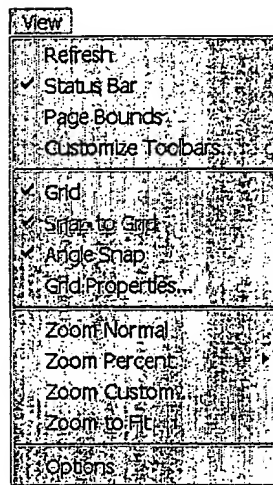 View
Refresh
Status Bar
Page Bounds
Customize Toolbars...
Grid
Snap to Grid
Angle Snap
Grid Properties...
Zoom Normal
Zoom Percent
Zoom Custom...
Zoom to Fit
Options